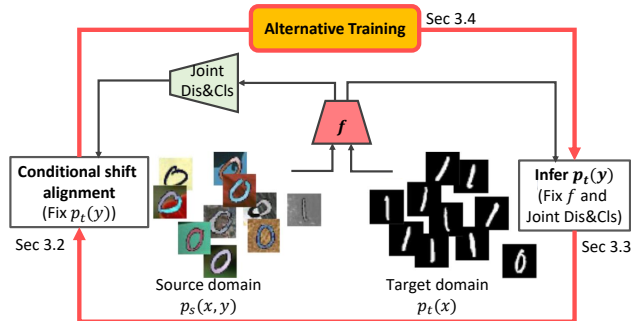 Alternative Training
Sec 3.4
Joint
Dis&Cls
f
Conditional shift
alignment
(Fix p_t(y))
Infer p_t(y)
(Fix f and
Joint Dis&Cls)
Sec 3.2
Sec 3.3
Source domain
p_s(x, y)
Target domain
p_t(x)